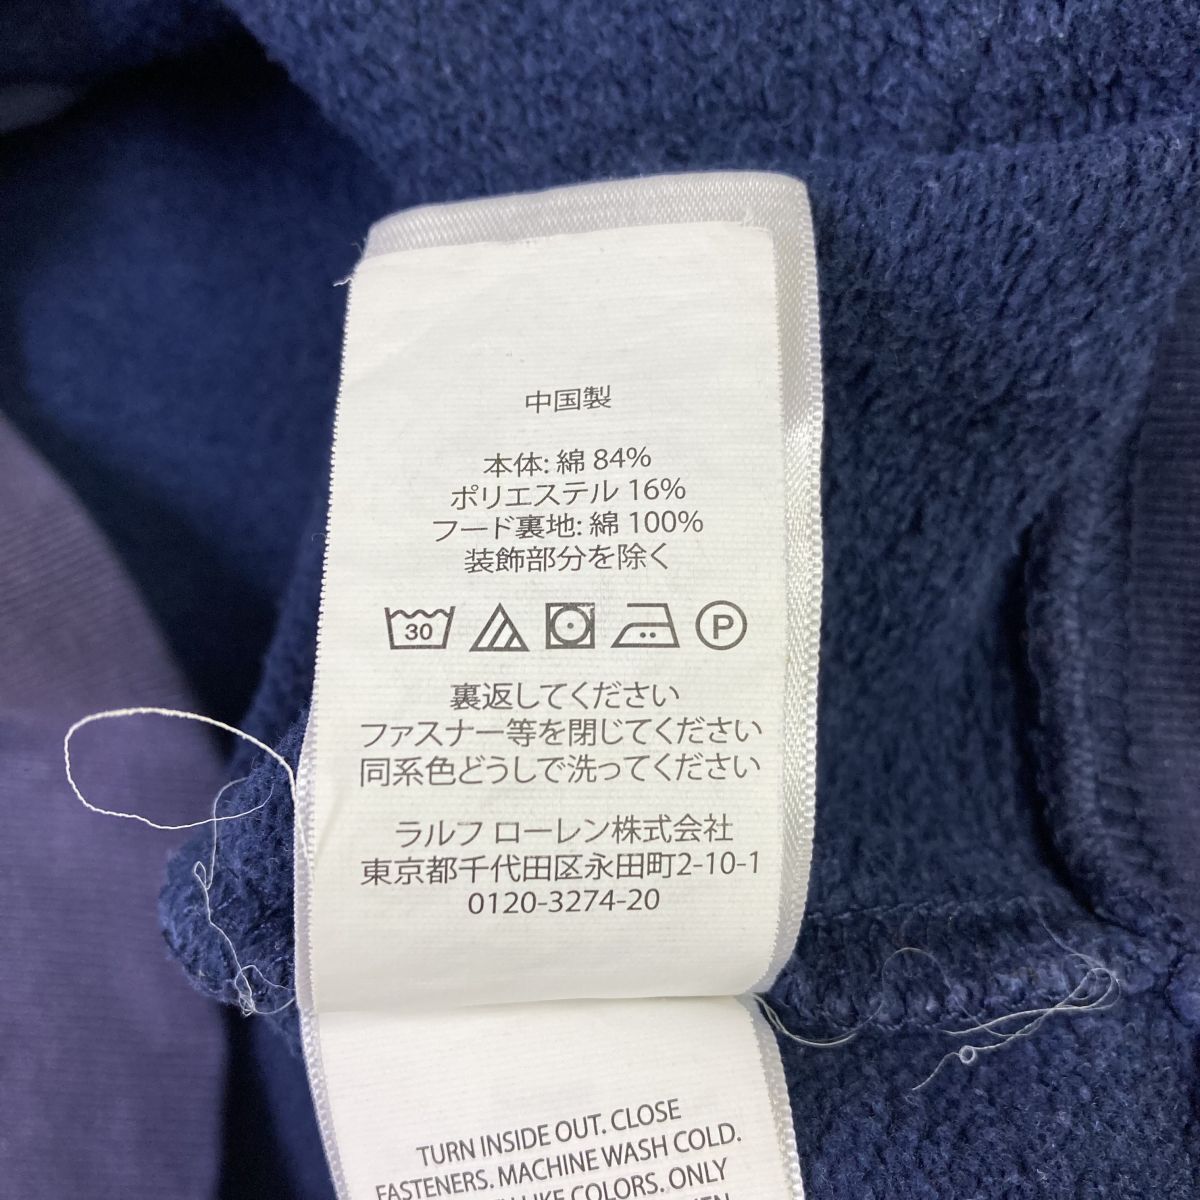 中国製
本体: 綿 84%
ポリエステル 16%
フード裏地: 綿 100%
装飾部分を除く
30 P
裏返してください
ファスナー等を閉じてください
同系色どうしで洗ってください
ラルフ ローレン株式会社
東京都千代田区永田町2-10-1
0120-3274-20
TURN INSIDE OUT. CLOSE
FASTENERS. MACHINE WASH COLD.
LIKE COLORS. ONLY